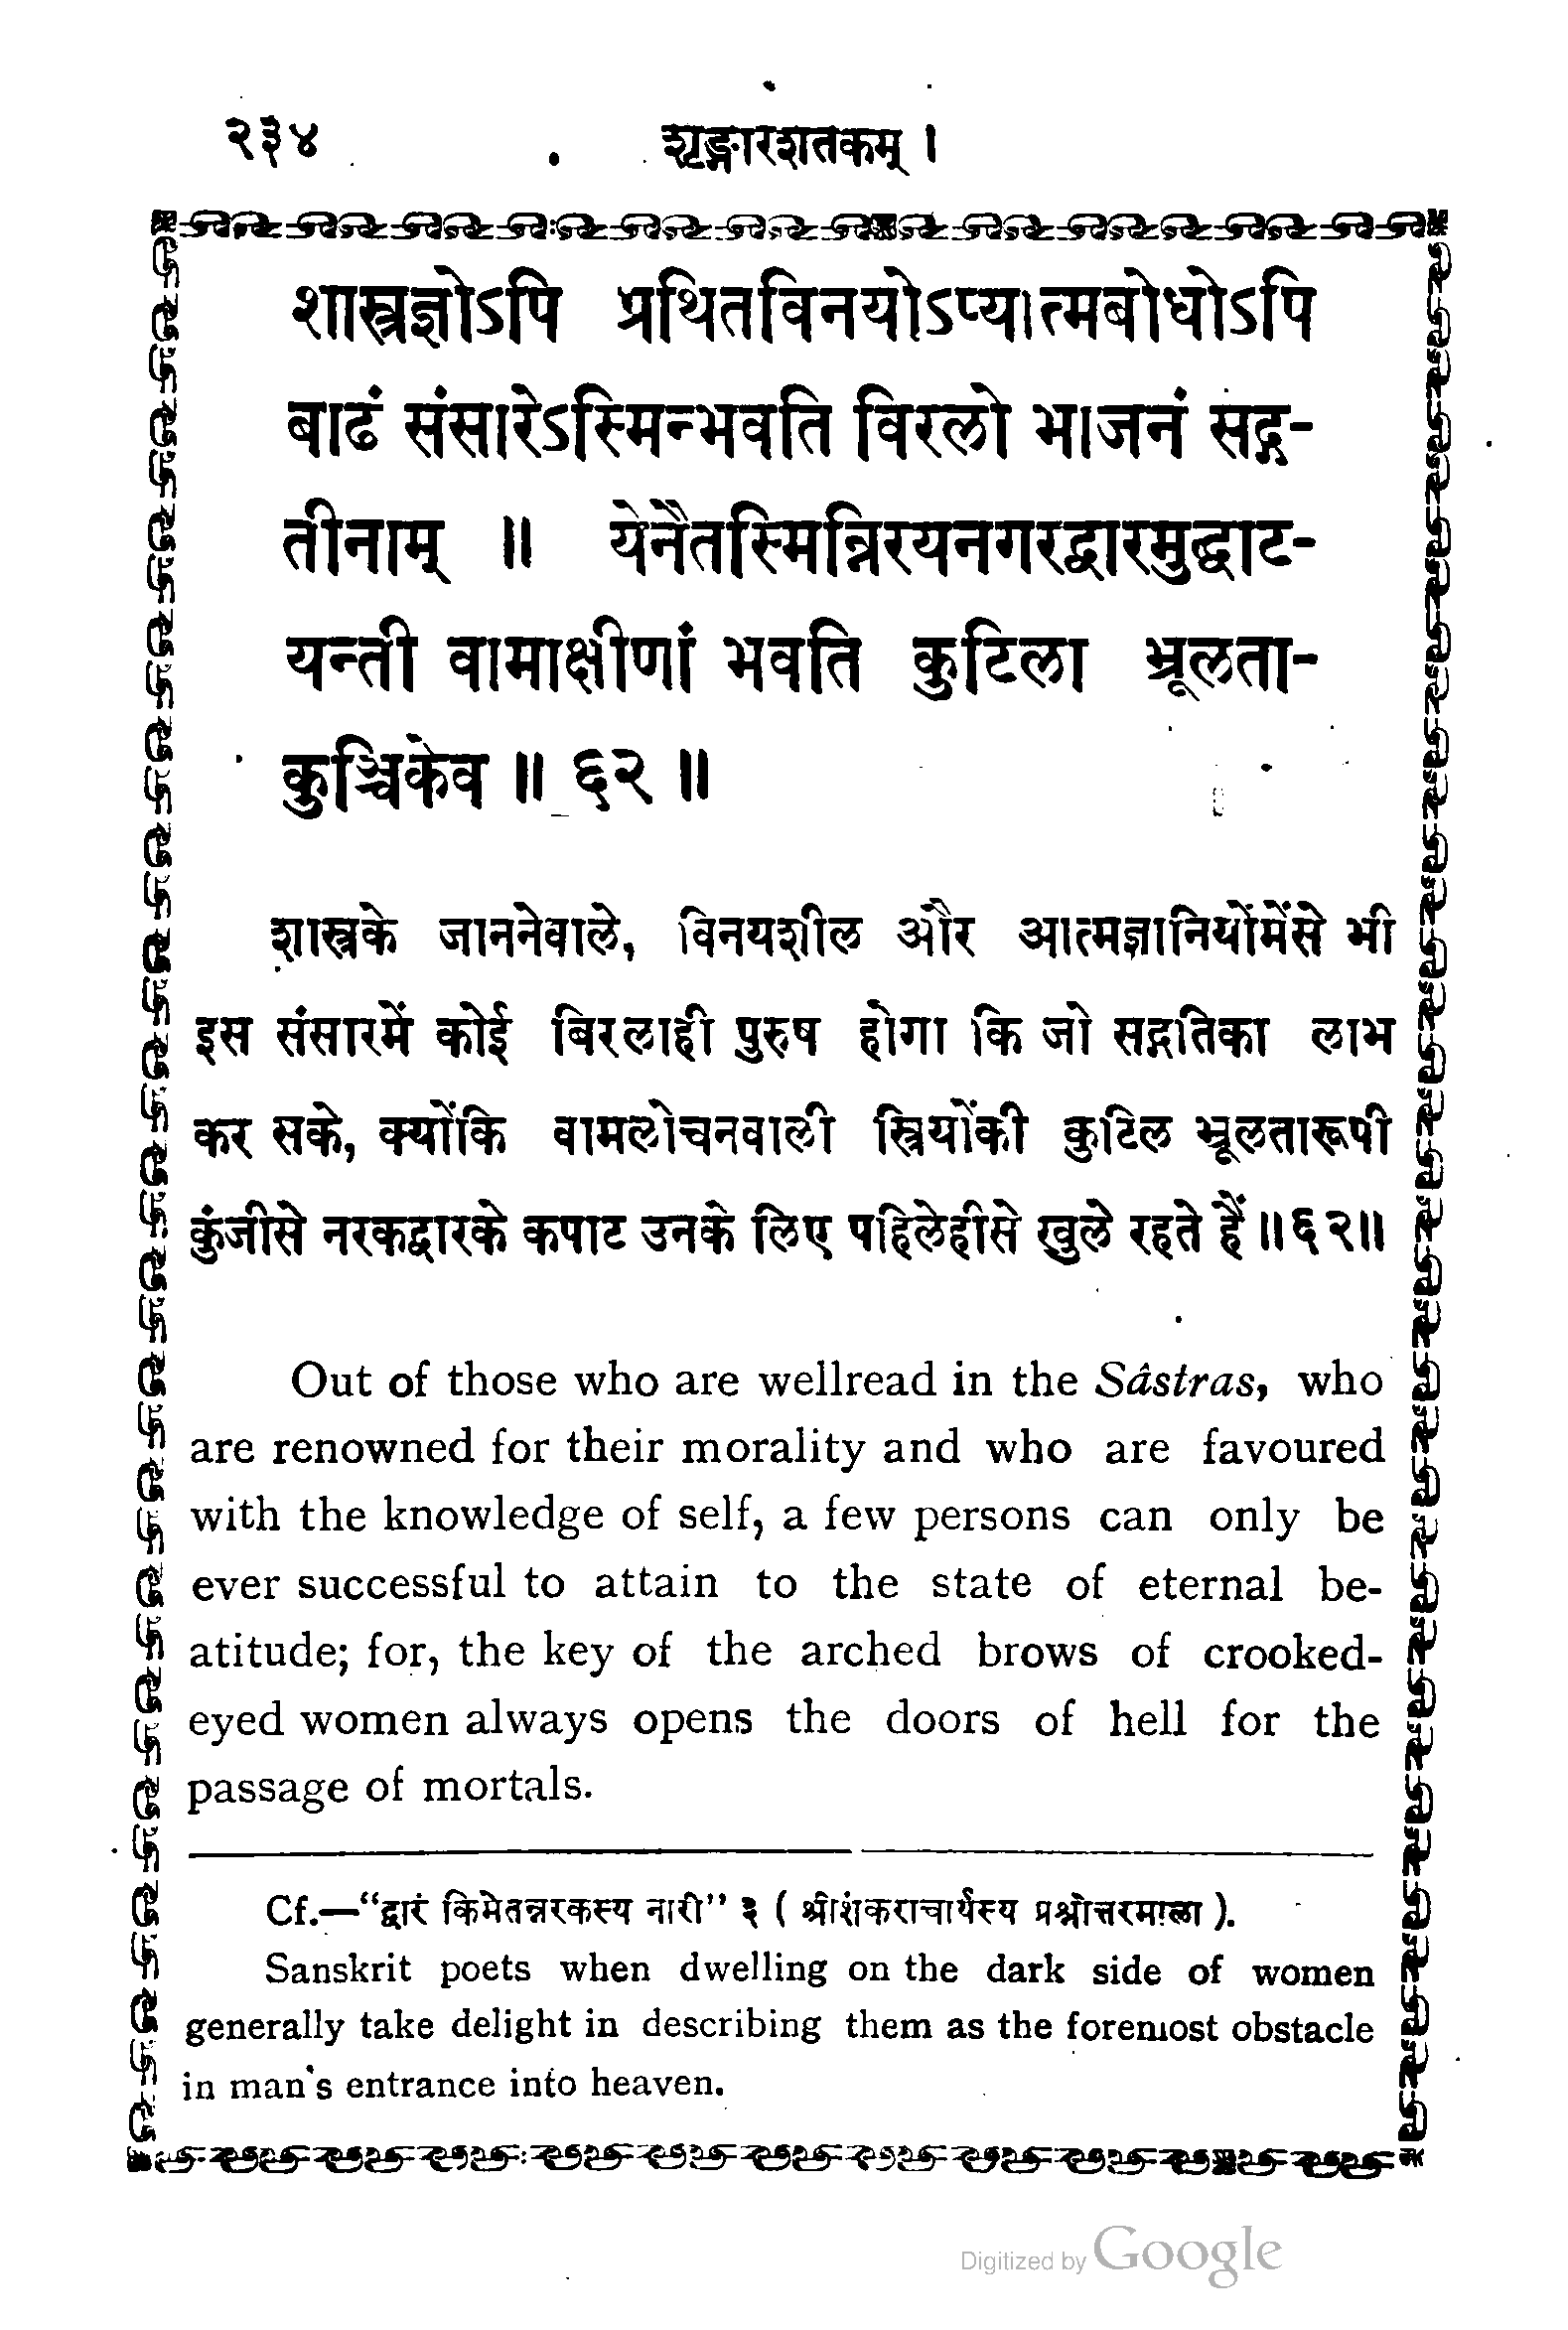 २३४ शृङ्गारशतकम् ।
शास्त्रज्ञोऽपि प्रथितविनयोऽप्यात्मबोधोऽपि
बाढं संसारेऽस्मिन्भवति विरलो भाजनं सद्ग-
तीनाम् ॥ येनैतस्मिन्निरयनगरद्वारमुद्घाट-
यन्ती वामाक्षीणां भवति कुटिला भ्रूलता-
कुञ्चिकेव ॥ ६२ ॥
शास्त्रके जाननेवाले, विनयशील और आत्मज्ञानियोंमेंसे भी
इस संसारमें कोई बिरलाही पुरुष होगा कि जो सद्गतिका लाभ
कर सके, क्योंकि वामलोचनवाली स्त्रियोंकी कुटिल भ्रूलतारूपी
कुंजीसे नरकद्वारके कपाट उनके लिए पहिलेहीसे खुले रहते हैं ॥ ६२॥
Out of those who are wellread in the Sâstras, who
are renowned for their morality and who are favoured
with the knowledge of self, a few persons can only be
ever successful to attain to the state of eternal be-
atitude; for, the key of the arched brows of crooked-
eyed women always opens the doors of hell for the
passage of mortals.
Cf.—“द्वारं किमेतन्नरकस्य नारी” ३ ( श्रीशंकराचार्यस्य प्रश्नोत्तरमाला ).
Sanskrit poets when dwelling on the dark side of women
generally take delight in describing them as the foremost obstacle
in man's entrance into heaven.
Digitized by Google